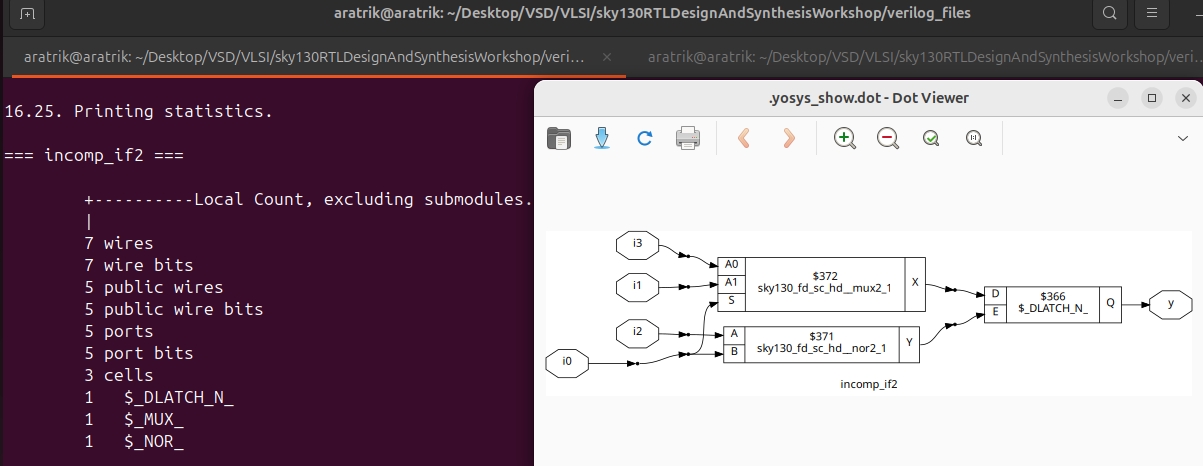 aratrik@aratrik: ~/Desktop/VSD/VLSI/sky130RTLDesignAndSynthesisWorkshop/verilog_files
aratrik@aratrik: ~/Desktop/VSD/VLSI/sky130RTLDesignAndSynthesisWorkshop/veri...
aratrik@aratrik: ~/Desktop/VSD/VLSI/sky130RTLDesignAndSynthesisWorkshop/veri...
16.25. Printing statistics.
=== incomp_if2 ===
+----------Local Count, excluding submodules.
|
7 wires
7 wire bits
5 public wires
5 public wire bits
5 ports
5 port bits
3 cells
1 $_DLATCH_N_
1 $_MUX_
1 $_NOR_
.yosys_show.dot - Dot Viewer
i3
i1
i2
i0
A0
A1
S
$372
sky130_fd_sc_hd__mux2_1
X
A
B
$371
sky130_fd_sc_hd__nor2_1
Y
D
E
$366
$_DLATCH_N_
Q
y
incomp_if2